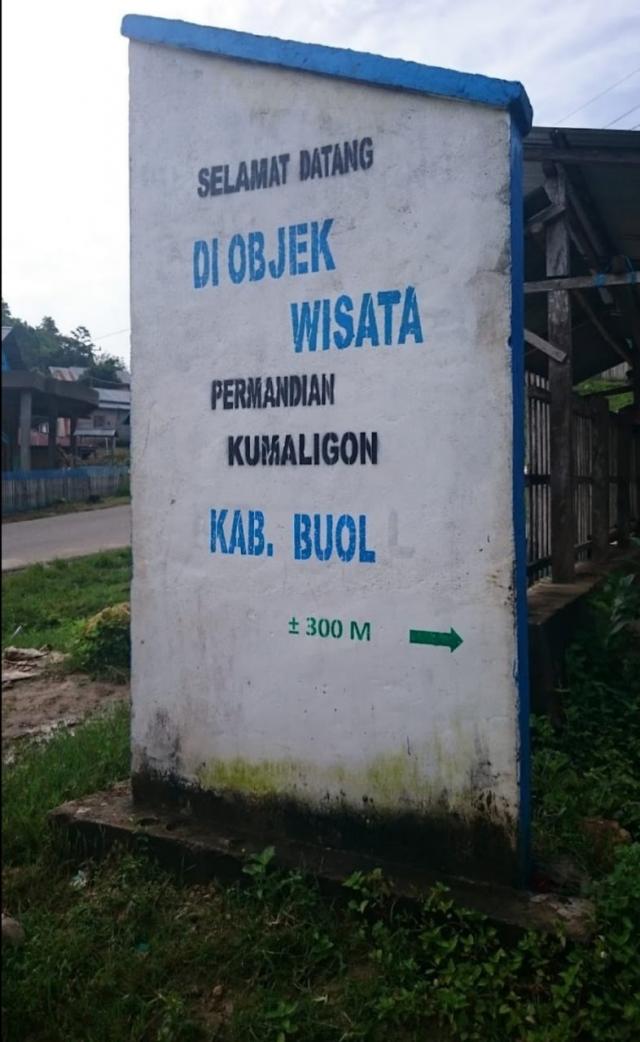 SELAMAT DATANG
DI OBJEK
WISATA
PERMANDIAN
KUMALIGON
KAB. BUOL
± 300 M